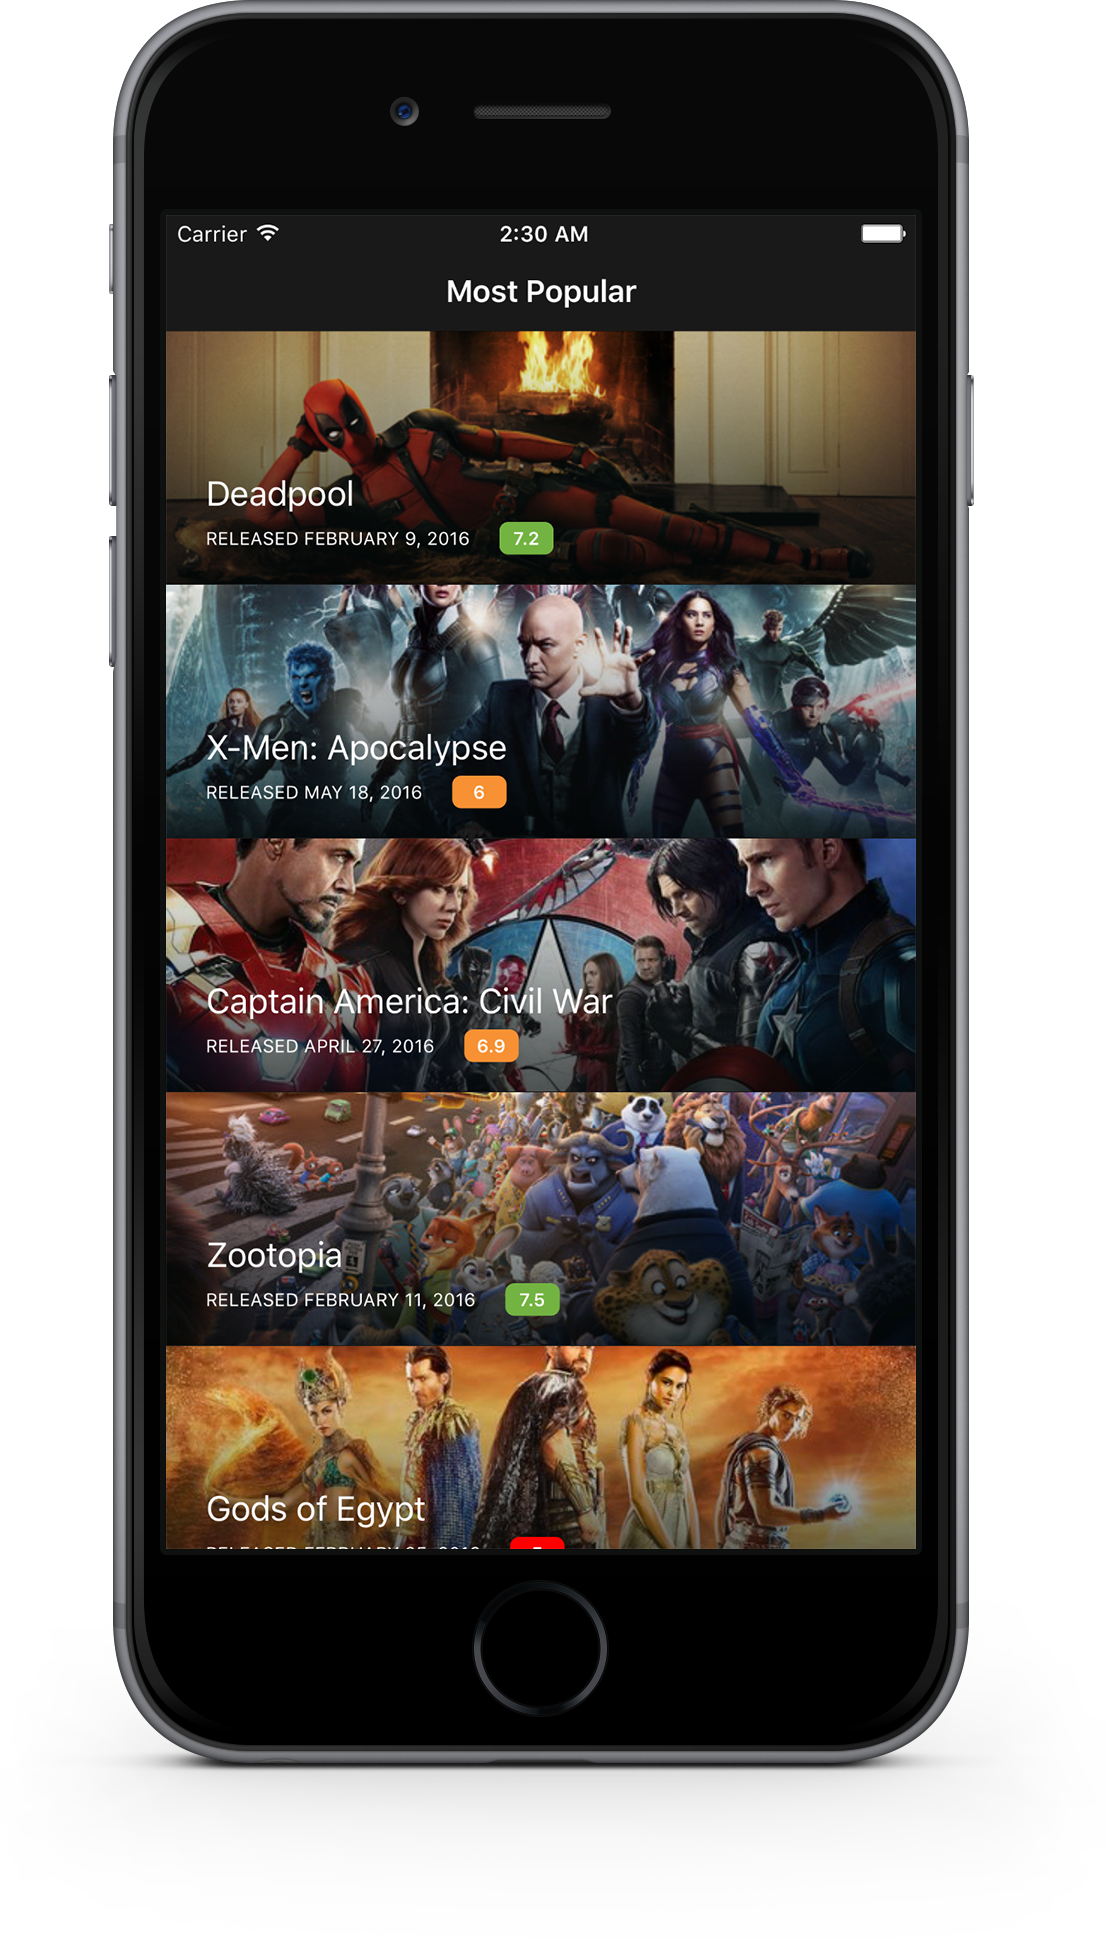 Carrier
2:30 AM
Most Popular
Deadpool
RELEASED FEBRUARY 9, 2016 7.2
X-Men: Apocalypse
RELEASED MAY 18, 2016 6
Captain America: Civil War
RELEASED APRIL 27, 2016 6.9
Zootopia
RELEASED FEBRUARY 11, 2016 7.5
Gods of Egypt
RELEASED FEBRUARY